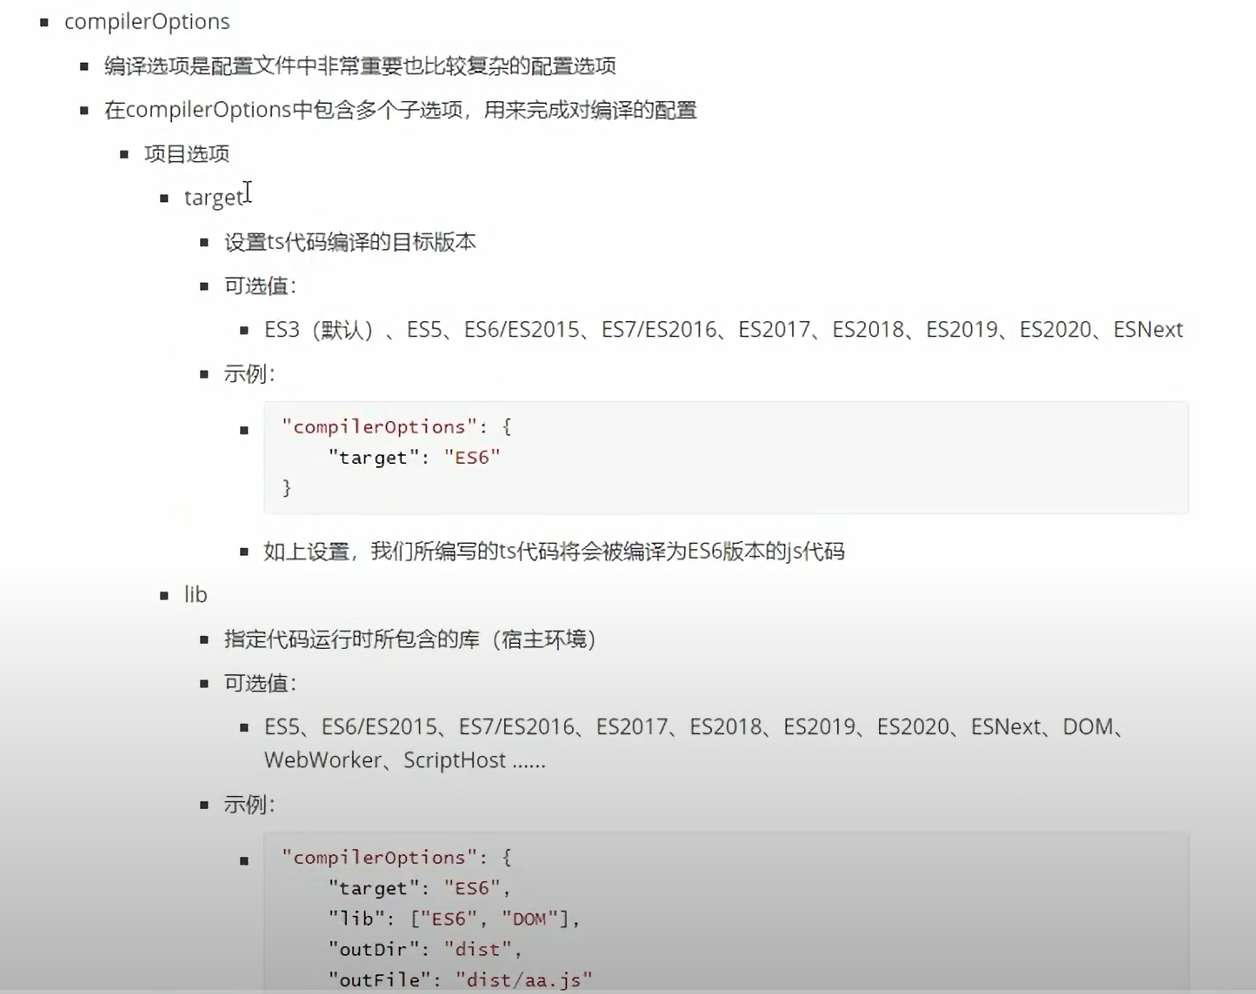 compilerOptions
编译选项是配置文件中非常重要也比较复杂的配置选项
在compilerOptions中包含多个子选项，用来完成对编译的配置
项目选项
target
设置ts代码编译的目标版本
可选值：
ES3（默认）、ES5、ES6/ES2015、ES7/ES2016、ES2017、ES2018、ES2019、ES2020、ESNext
示例：
"compilerOptions": {
"target": "ES6"
}
如上设置，我们所编写的ts代码将会被编译为ES6版本的js代码
lib
指定代码运行时所包含的库（宿主环境）
可选值：
ES5、ES6/ES2015、ES7/ES2016、ES2017、ES2018、ES2019、ES2020、ESNext、DOM、
WebWorker、ScriptHost ......
示例：
"compilerOptions": {
"target": "ES6",
"lib": ["ES6", "DOM"],
"outDir": "dist",
"outFile": "dist/aa.js"